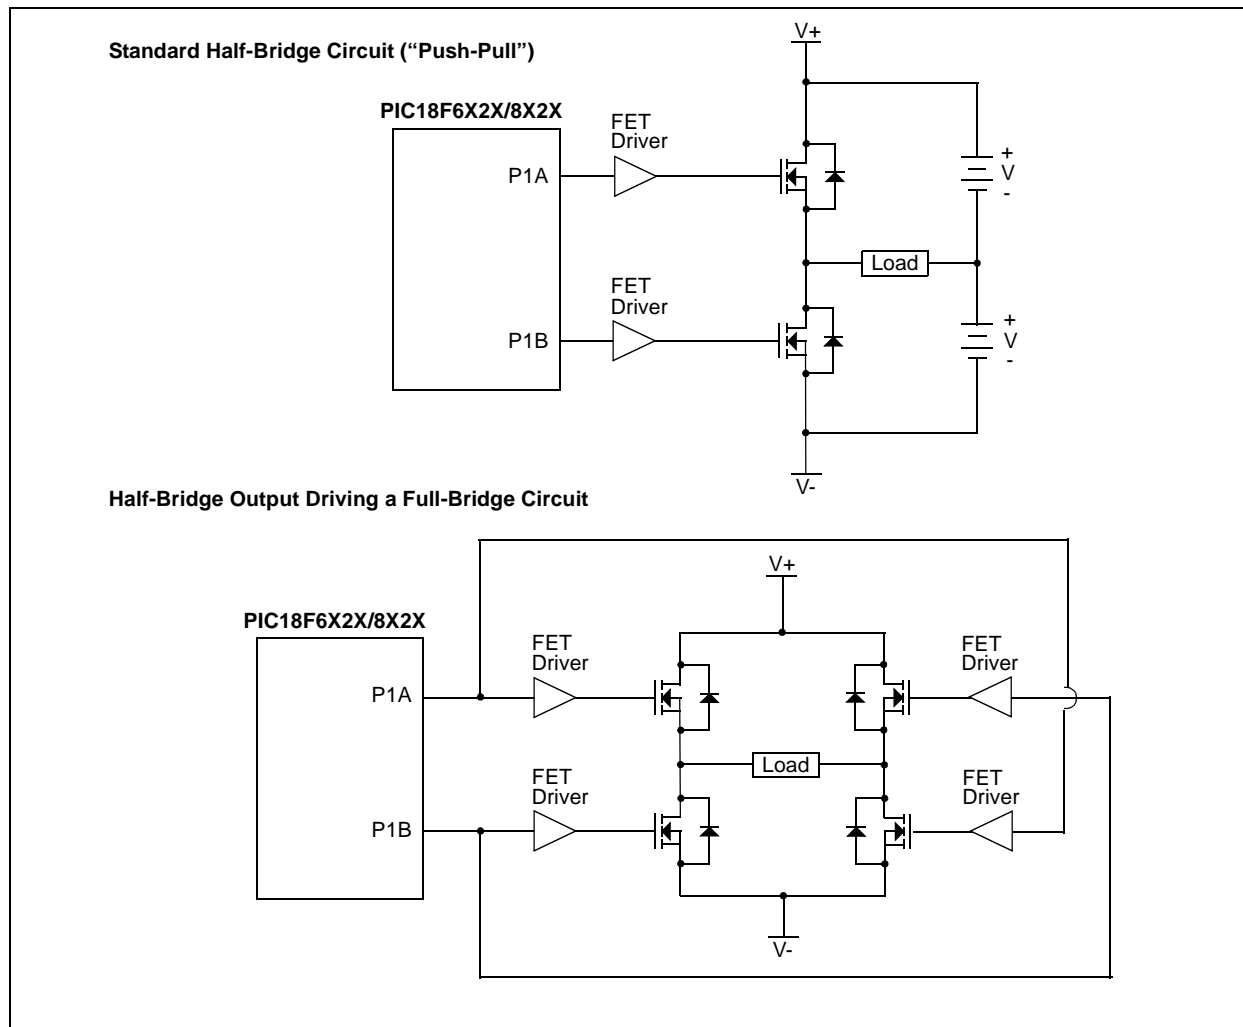 Standard Half-Bridge Circuit (“Push-Pull”)
V+
PIC18F6X2X/8X2X
FET
Driver
P1A
+
V
-
Load
FET
Driver
P1B
+
V
-
V-
Half-Bridge Output Driving a Full-Bridge Circuit
V+
PIC18F6X2X/8X2X
FET
Driver
FET
Driver
P1A
Load
FET
Driver
FET
Driver
P1B
V-